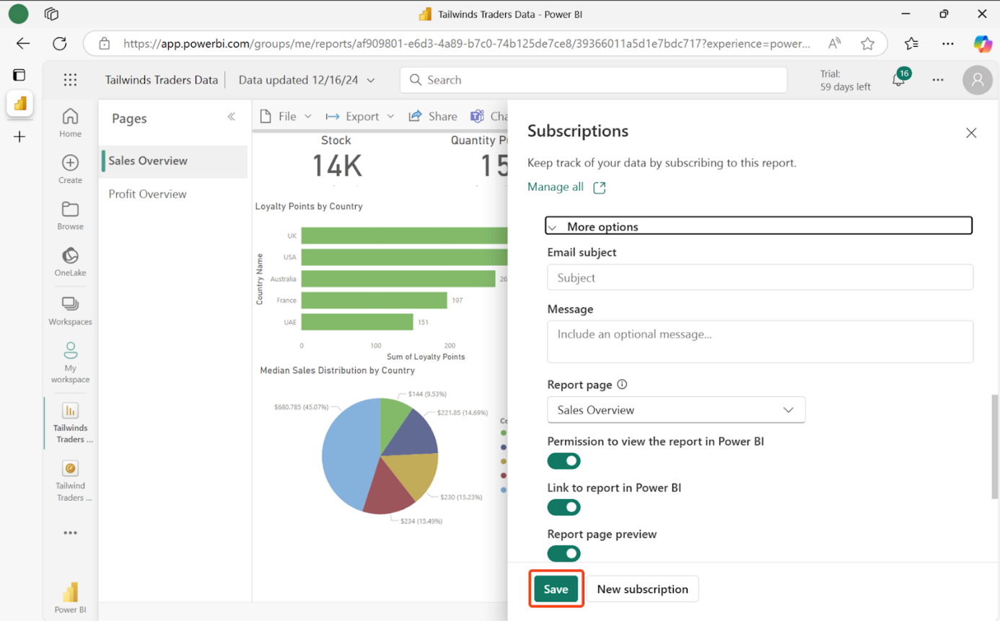 Tailwinds Traders Data - Power BI
https://app.powerbi.com/groups/me/reports/af909801-e6d3-4a89-b7c0-74b125de7ce8/39366011a5d1e7bdc717?experience=power...
Tailwinds Traders Data
Data updated 12/16/24
Search
Trial:
59 days left
16
Home
Create
Browse
OneLake
Workspaces
My
workspace
Tailwinds
Traders ...
Tailwind
Traders ...
Power BI
Pages
Sales Overview
Profit Overview
File
Export
Share
Cha
Stock
14K
Quantity Pu
15
Loyalty Points by Country
Country Name
UK
USA
Australia
26
France
197
UAE
151
0
100
200
Sum of Loyalty Points
Median Sales Distribution by Country
$144 (9.53%)
$680.785 (45.07%)
$221.85 (14.69%)
Co
$230 (15.23%)
$234 (15.49%)
Subscriptions
Keep track of your data by subscribing to this report.
Manage all
More options
Email subject
Subject
Message
Include an optional message...
Report page
Sales Overview
Permission to view the report in Power BI
Link to report in Power BI
Report page preview
Save
New subscription